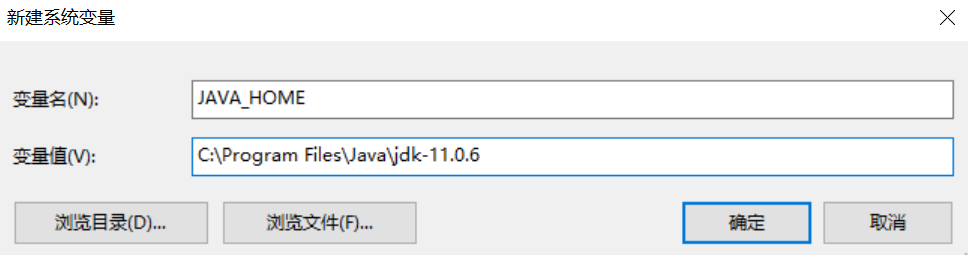 新建系统变量
变量名(N):
JAVA_HOME
变量值(V):
C:\Program Files\Java\jdk-11.0.6
浏览目录(D)...
浏览文件(F)...
确定
取消